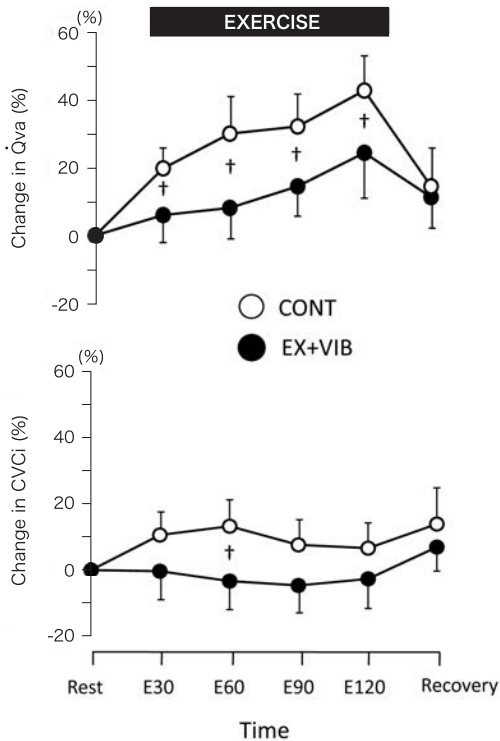 (%)
EXERCISE
60
40
20
0
-20
Change in Q̇va (%)
†
†
†
†
CONT
EX+VIB
(%)
60
40
20
0
-20
Change in CVCi (%)
†
Rest E30 E60 E90 E120 Recovery
Time